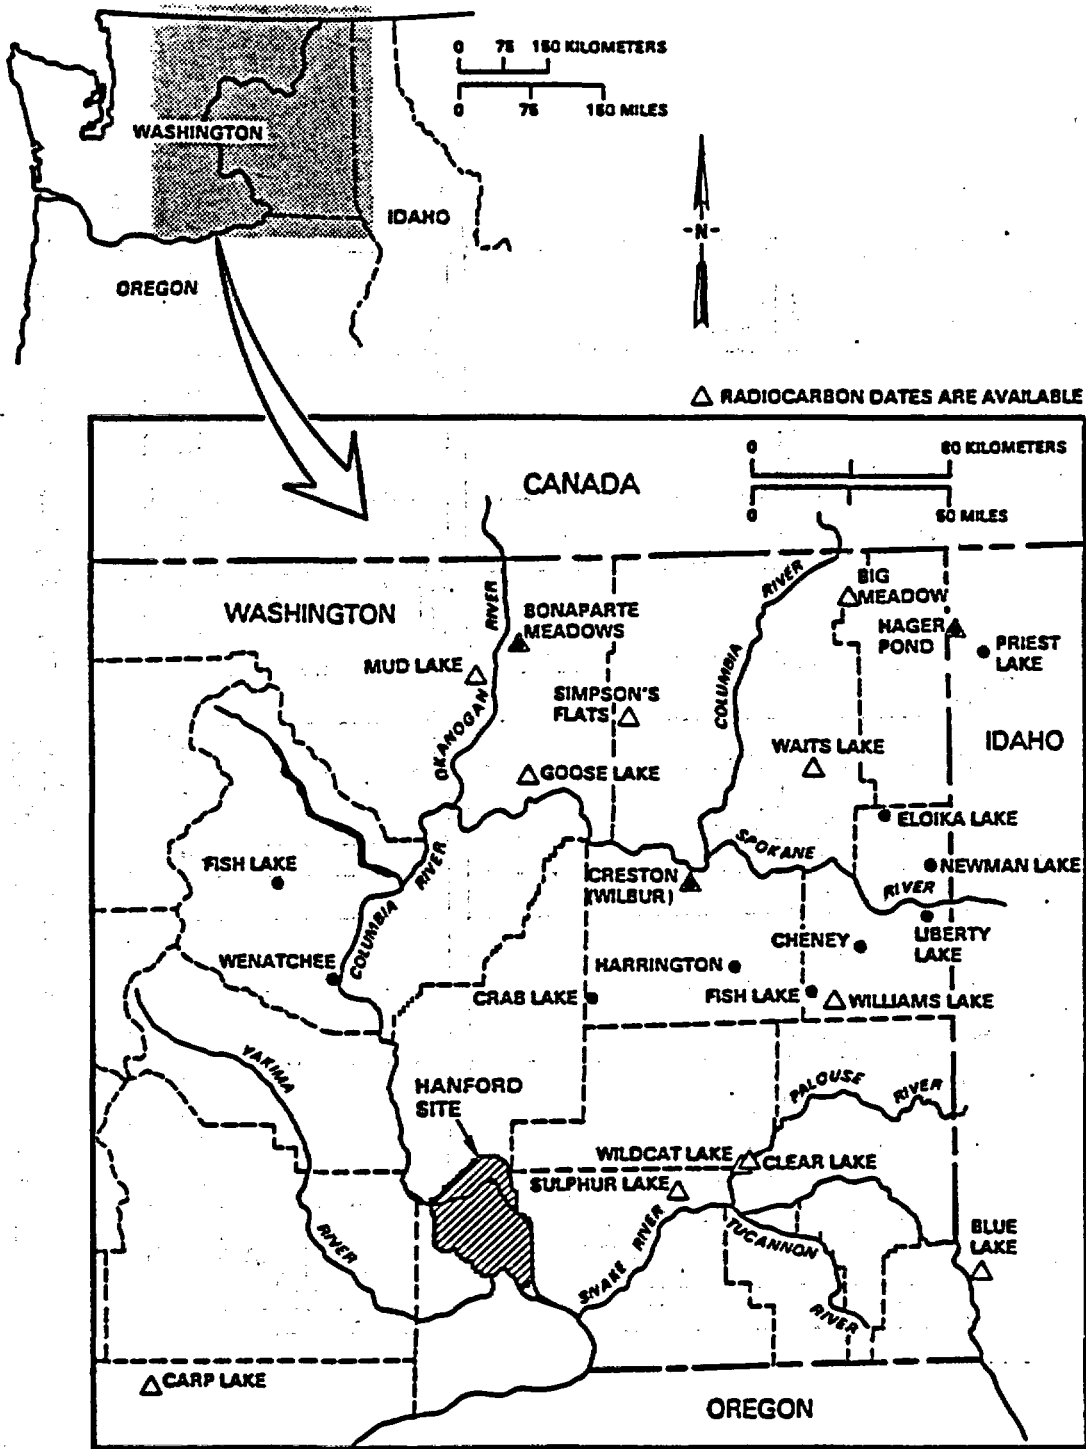 0 75 150 KILOMETERS
0 75 150 MILES
WASHINGTON
IDAHO
OREGON
-N-
△ RADIOCARBON DATES ARE AVAILABLE
CANADA
0 80 KILOMETERS
0 50 MILES
WASHINGTON
OKANOGAN RIVER
BONAPARTE
MEADOWS
MUD LAKE
SIMPSON'S
FLATS
GOOSE LAKE
COLUMBIA RIVER
BIG
MEADOW
HAGER
POND
PRIEST
LAKE
IDAHO
WAITS LAKE
ELOIKA LAKE
NEWMAN LAKE
SPOKANE RIVER
LIBERTY
LAKE
FISH LAKE
COLUMBIA RIVER
CRESTON
(WILBUR)
WENATCHEE
CHENEY
HARRINGTON
CRAB LAKE
FISH LAKE
WILLIAMS LAKE
YAKIMA RIVER
HANFORD
SITE
PALOUSE RIVER
WILDCAT LAKE
CLEAR LAKE
SULPHUR LAKE
SNAKE RIVER
TUCANNON RIVER
BLUE
LAKE
CARP LAKE
OREGON